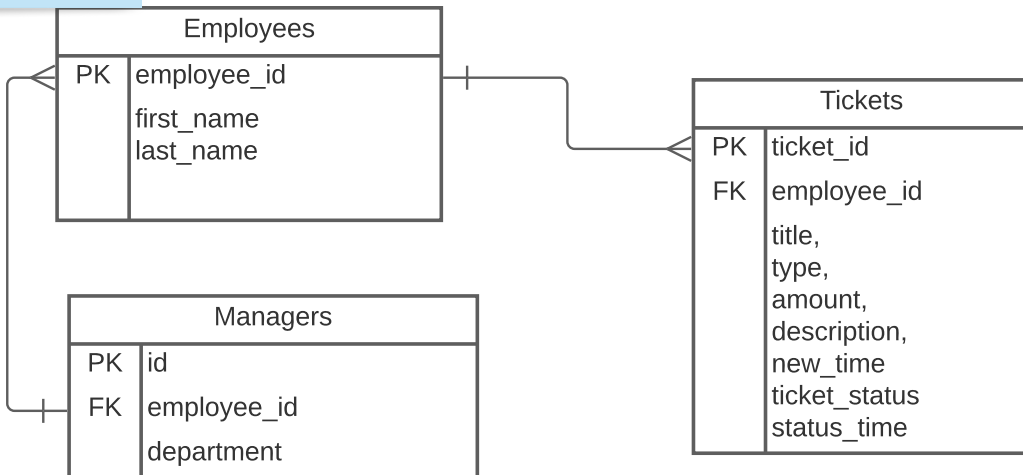 Employees
PK employee_id
first_name
last_name
Managers
PK id
FK employee_id
department
Tickets
PK ticket_id
FK employee_id
title,
type,
amount,
description,
new_time
ticket_status
status_time